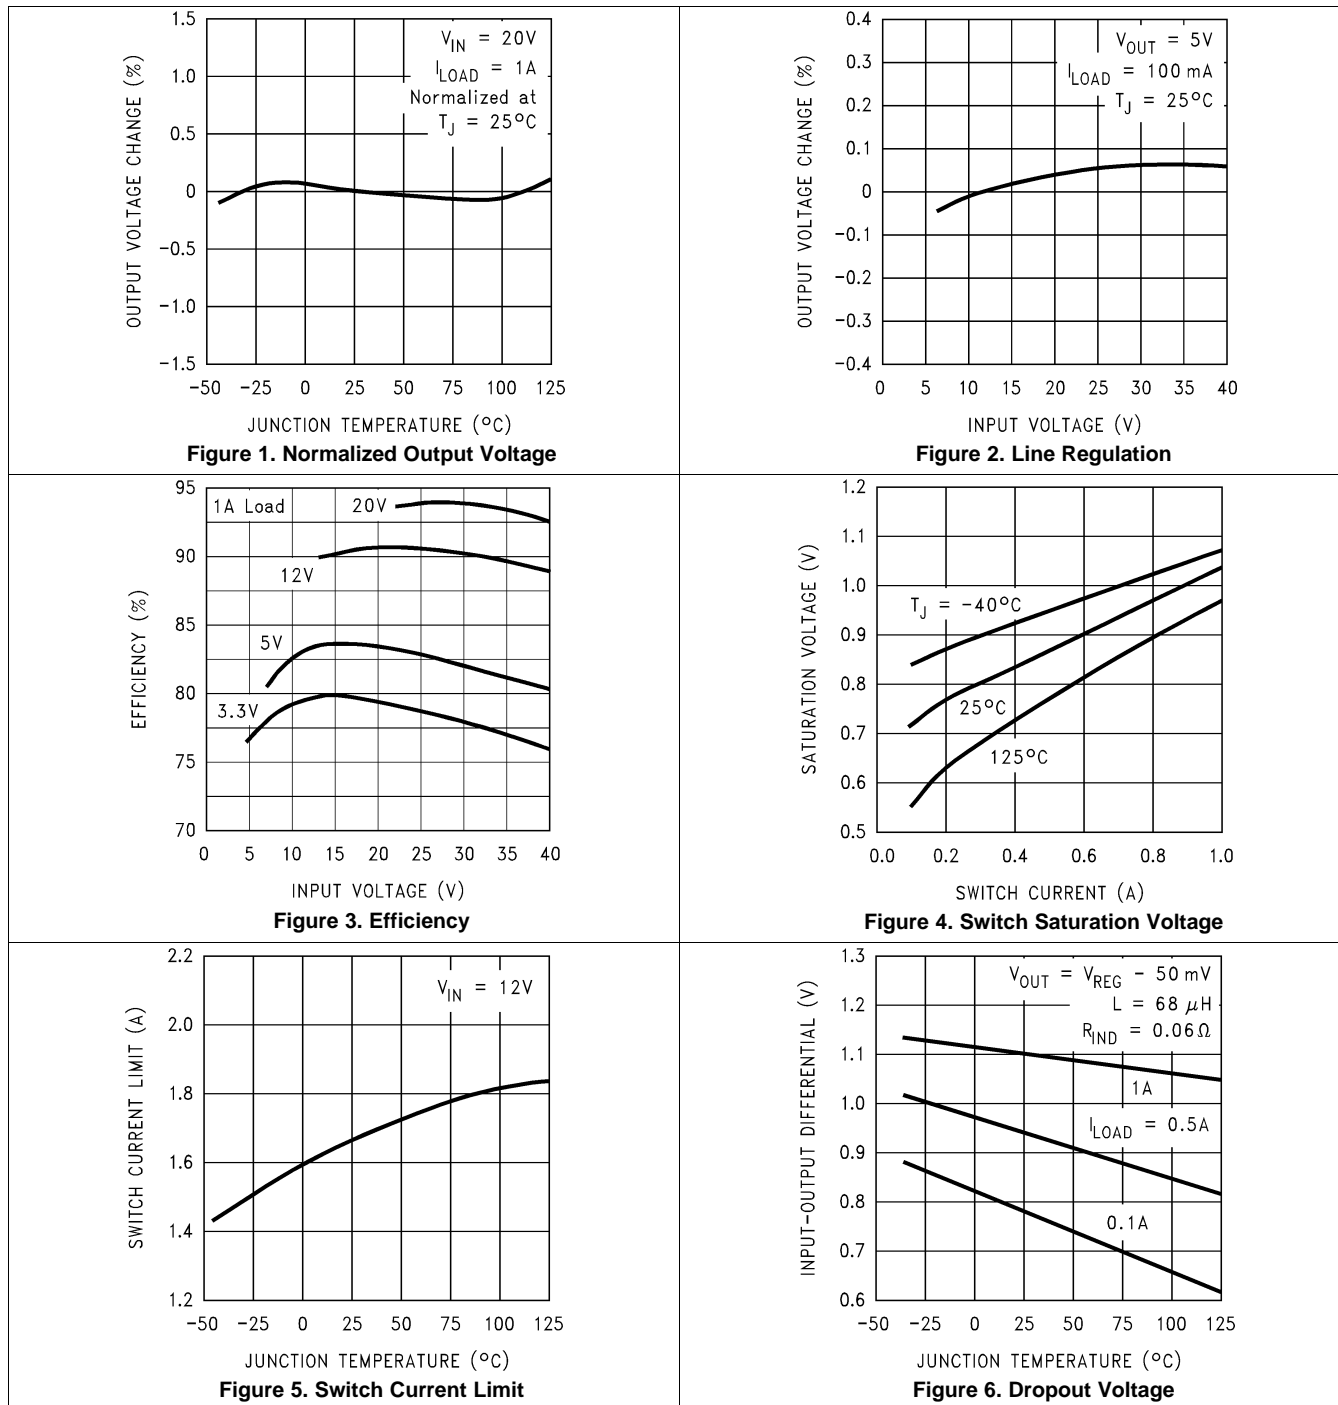 OUTPUT VOLTAGE CHANGE (%)
1.5
1.0
0.5
0
−0.5
−1.0
−1.5
V_IN = 20V
I_LOAD = 1A
Normalized at
T_J = 25°C
−50 −25 0 25 50 75 100 125
JUNCTION TEMPERATURE (°C)
Figure 1. Normalized Output Voltage
OUTPUT VOLTAGE CHANGE (%)
0.4
0.3
0.2
0.1
0
−0.1
−0.2
−0.3
−0.4
V_OUT = 5V
I_LOAD = 100 mA
T_J = 25°C
0 5 10 15 20 25 30 35 40
INPUT VOLTAGE (V)
Figure 2. Line Regulation
EFFICIENCY (%)
95
90
85
80
75
70
1A Load
20V
12V
5V
3.3V
0 5 10 15 20 25 30 35 40
INPUT VOLTAGE (V)
Figure 3. Efficiency
SATURATION VOLTAGE (V)
1.2
1.1
1.0
0.9
0.8
0.7
0.6
0.5
T_J = −40°C
25°C
125°C
0.0 0.2 0.4 0.6 0.8 1.0
SWITCH CURRENT (A)
Figure 4. Switch Saturation Voltage
SWITCH CURRENT LIMIT (A)
2.2
2.0
1.8
1.6
1.4
1.2
V_IN = 12V
−50 −25 0 25 50 75 100 125
JUNCTION TEMPERATURE (°C)
Figure 5. Switch Current Limit
INPUT−OUTPUT DIFFERENTIAL (V)
1.3
1.2
1.1
1.0
0.9
0.8
0.7
0.6
V_OUT = V_REG - 50 mV
L = 68 μH
R_IND = 0.06Ω
1A
I_LOAD = 0.5A
0.1A
−50 −25 0 25 50 75 100 125
JUNCTION TEMPERATURE (°C)
Figure 6. Dropout Voltage